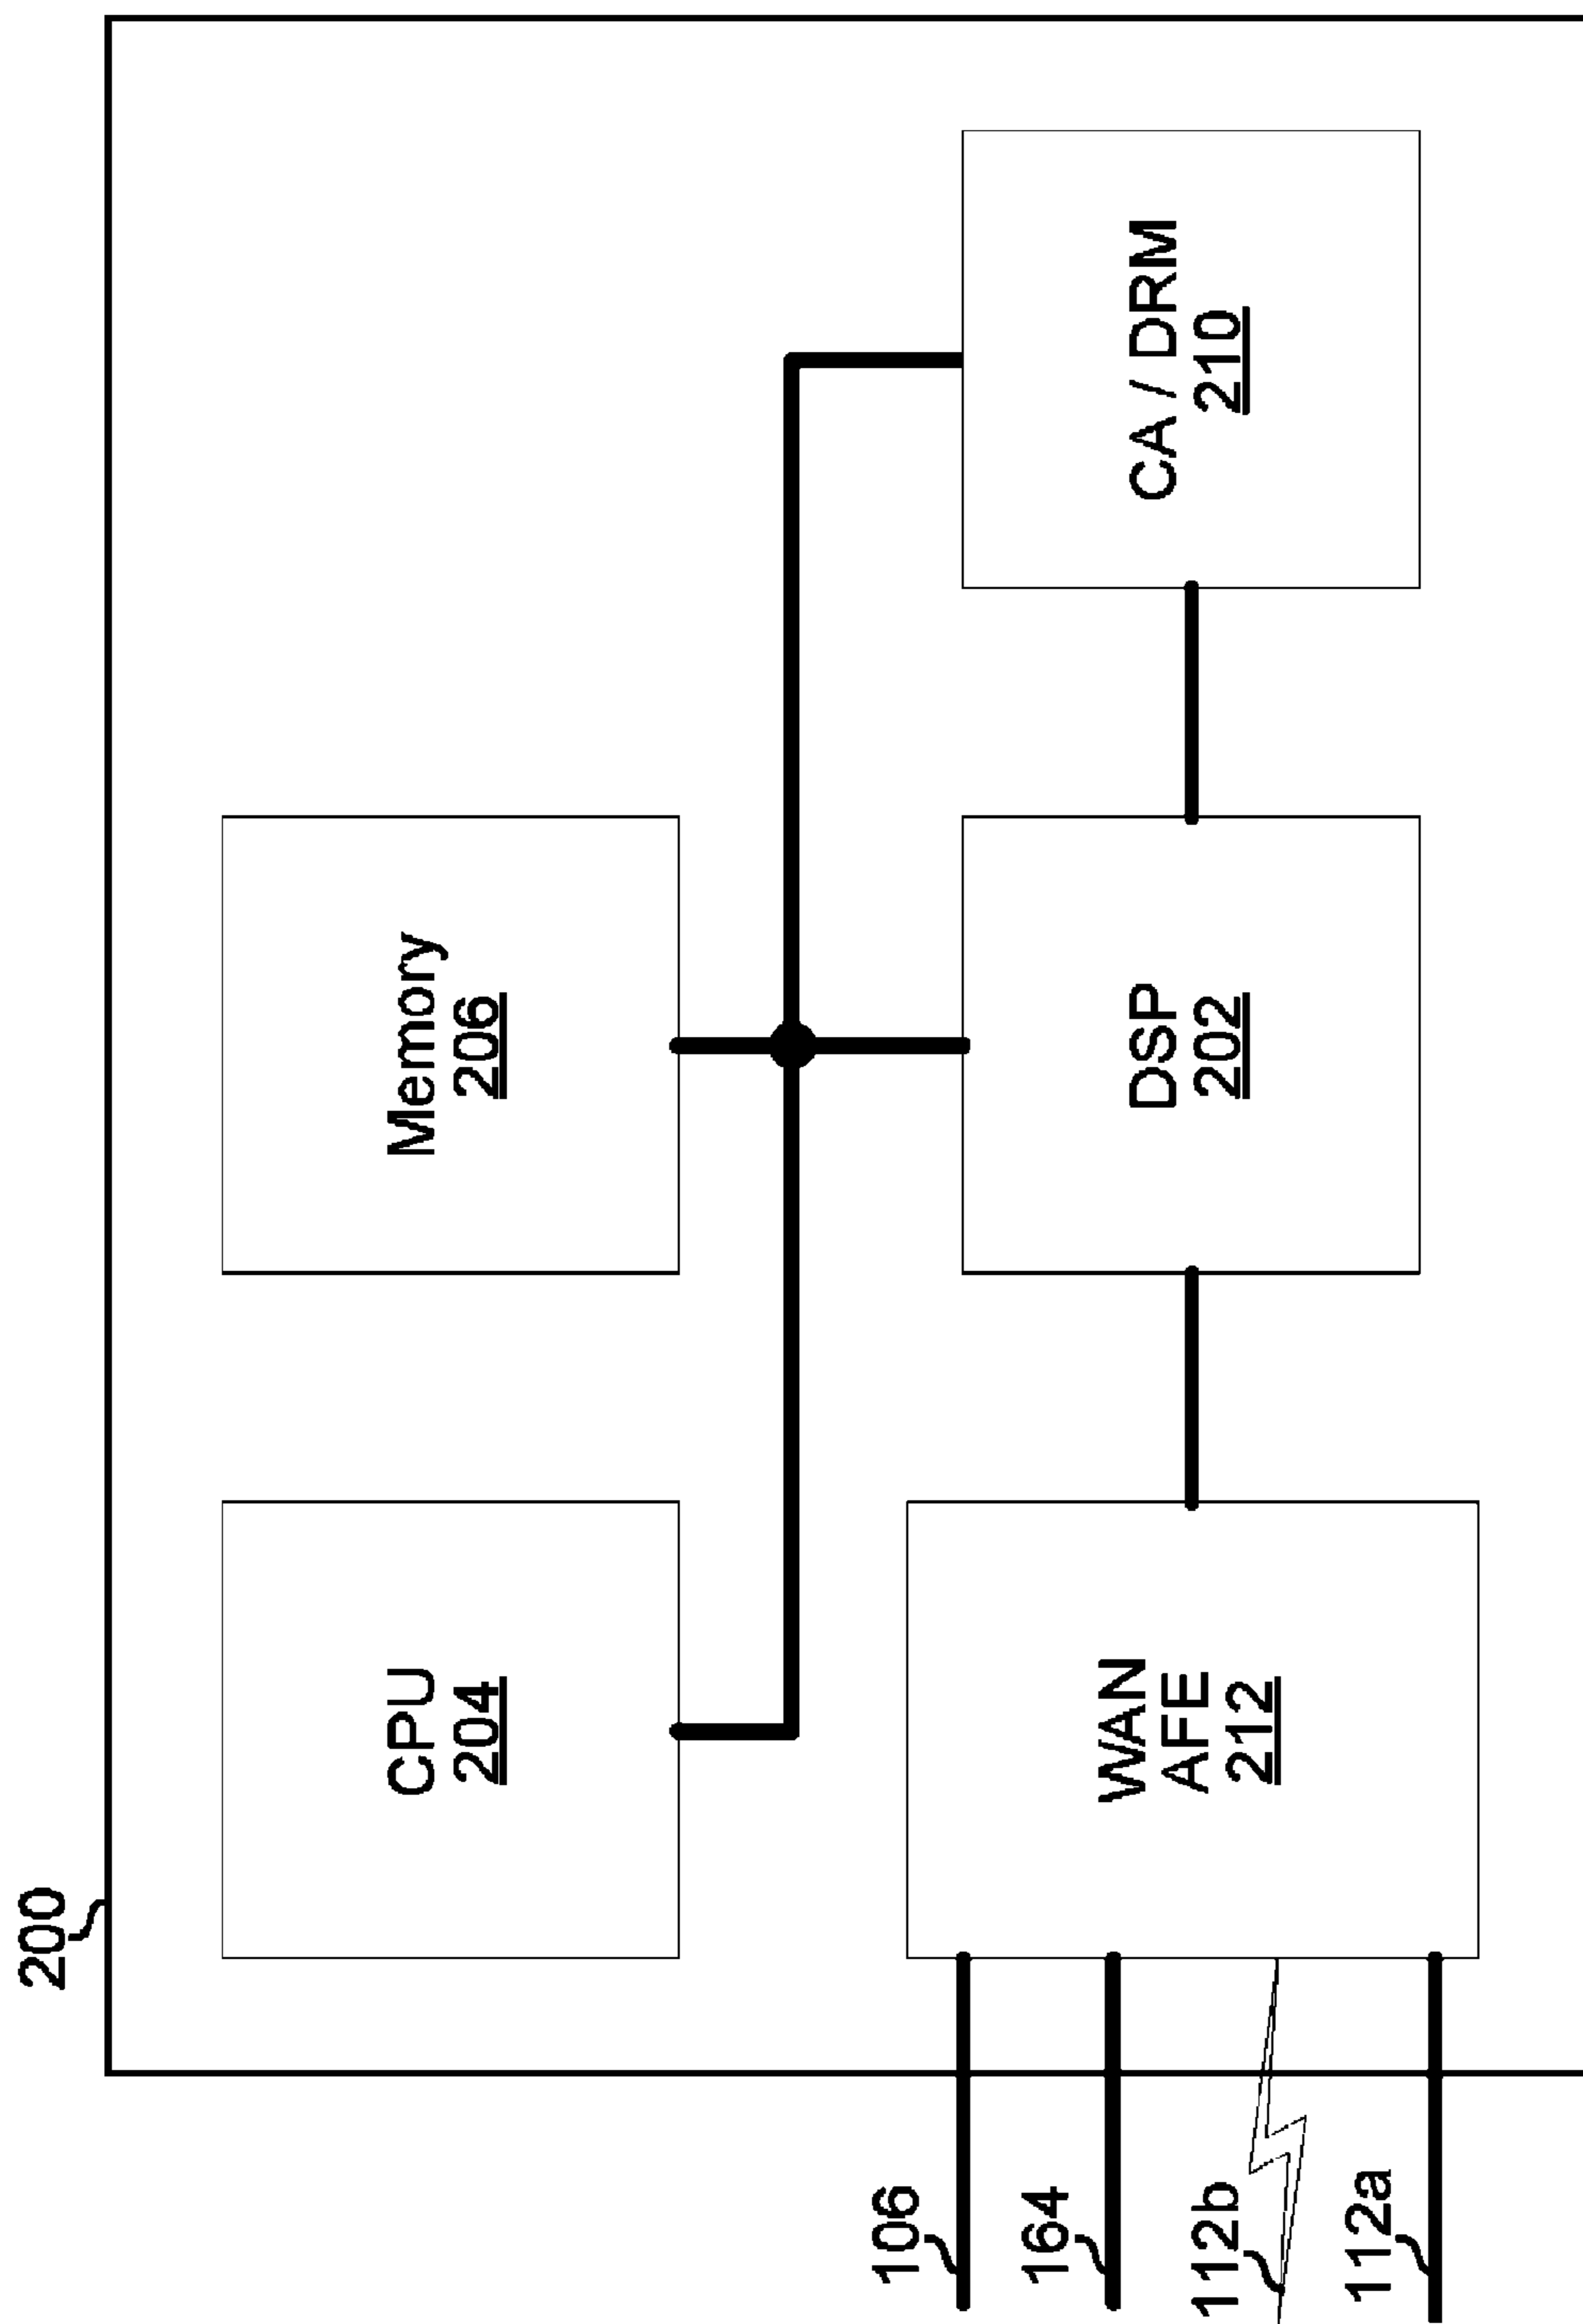 200
CPU
204
Memory
206
WAN
AFE
212
DSP
202
CA / DRM
210
106
164
112b
112a